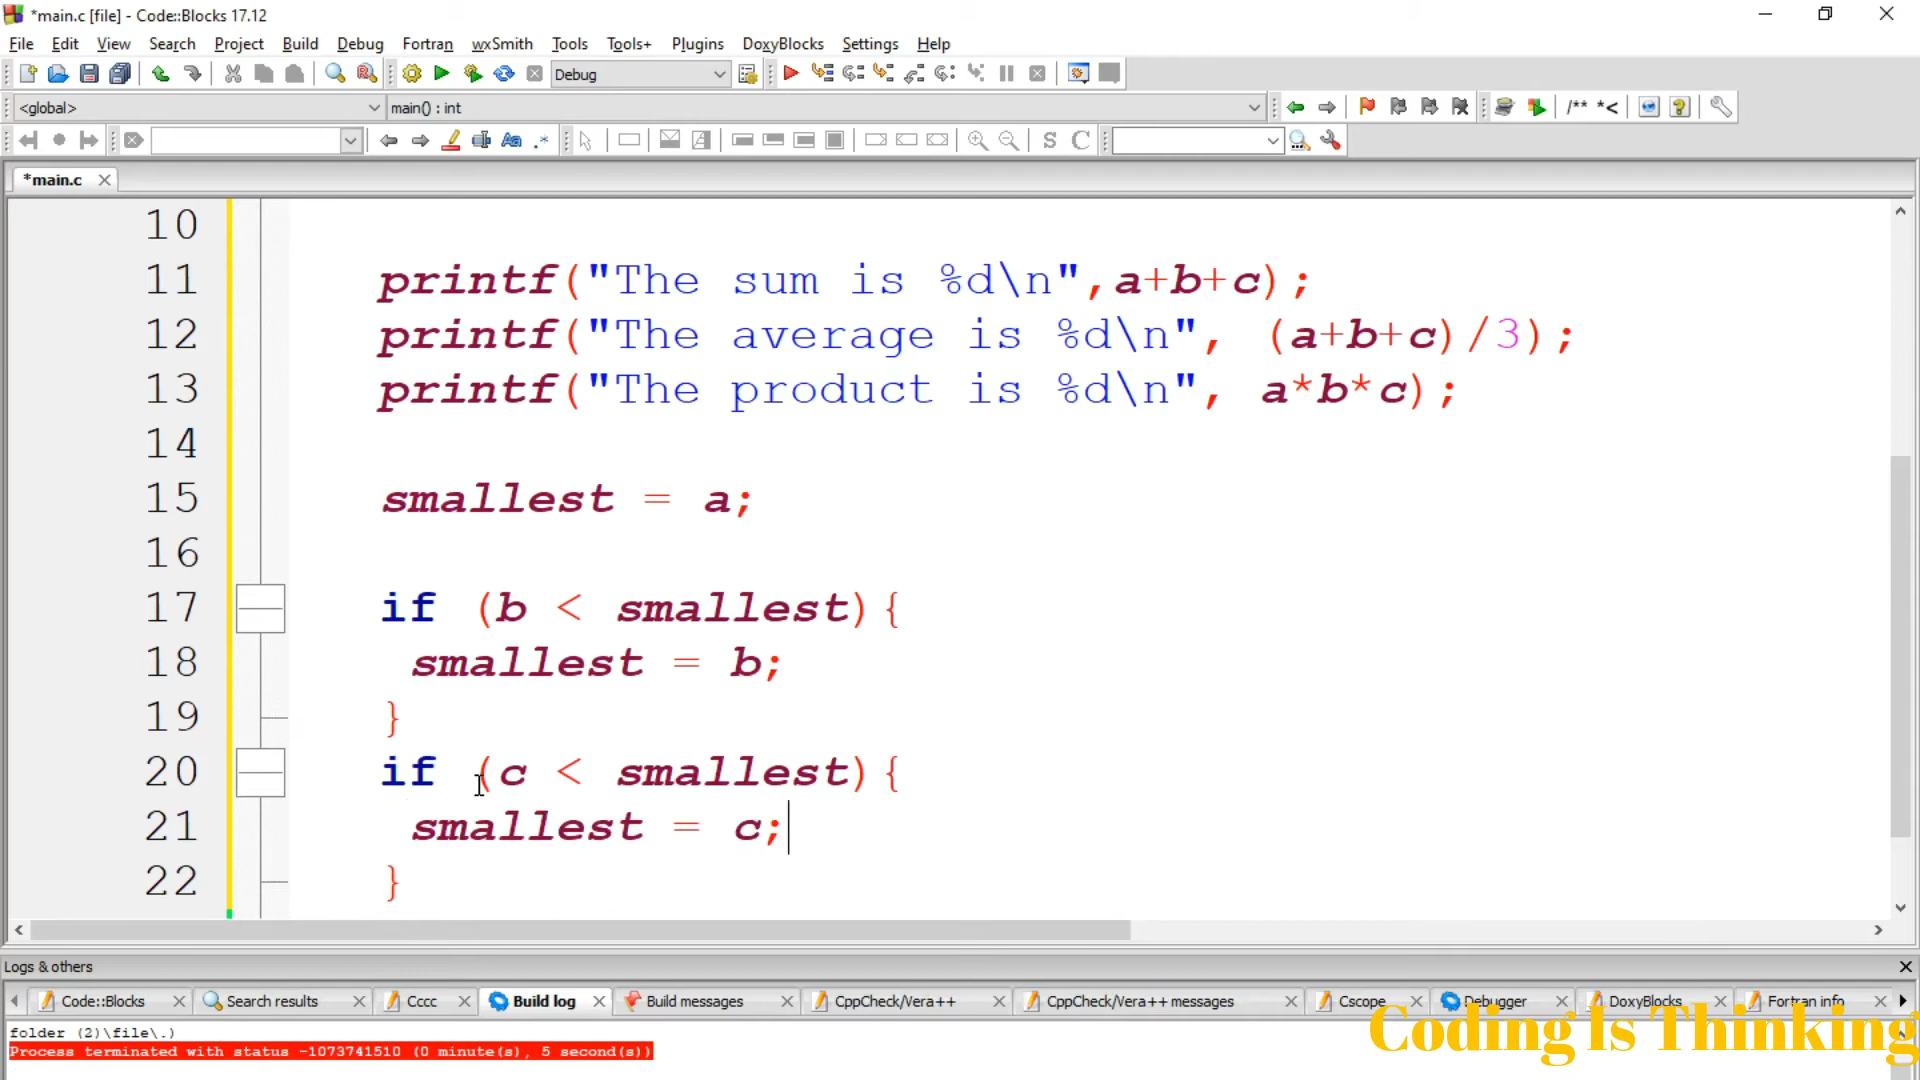 *main.c [file] - Code::Blocks 17.12
File Edit View Search Project Build Debug Fortran wxSmith Tools Tools+ Plugins DoxyBlocks Settings Help
Debug
<global> main() : int /** *<
S C
*main.c
10
11 printf("The sum is %d\n",a+b+c);
12 printf("The average is %d\n", (a+b+c)/3);
13 printf("The product is %d\n", a*b*c);
14
15 smallest = a;
16
17 if (b < smallest){
18 smallest = b;
19 }
20 if (c < smallest){
21 smallest = c;
22 }
Logs & others
Code::Blocks Search results Cccc Build log Build messages CppCheck/Vera++ CppCheck/Vera++ messages Cscope Debugger DoxyBlocks Fortran info
folder (2)\file\.)
Process terminated with status -1073741510 (0 minute(s), 5 second(s))
Coding Is Thinking